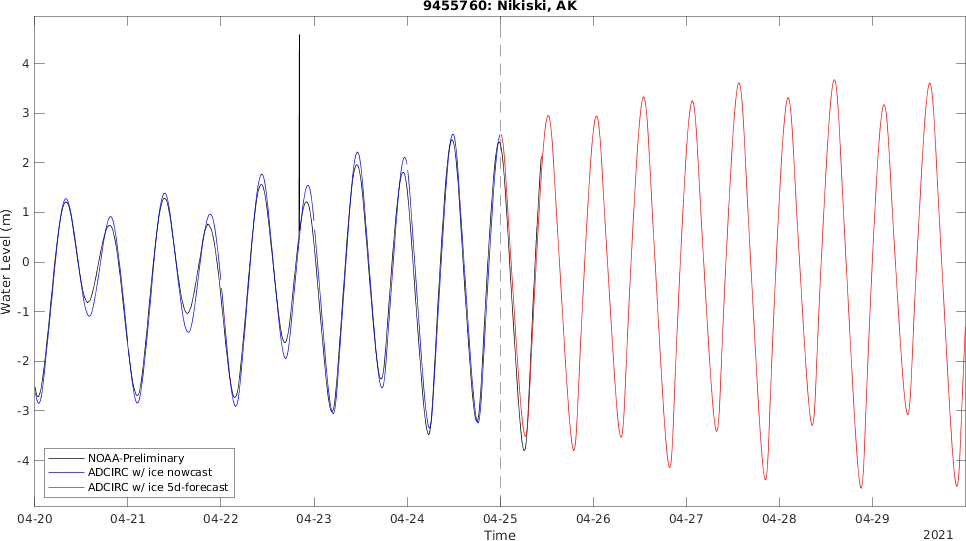 9455760: Nikiski, AK
Water Level (m)
4
3
2
1
0
-1
-2
-3
-4
NOAA-Preliminary
ADCIRC w/ ice nowcast
ADCIRC w/ ice 5d-forecast
04-20 04-21 04-22 04-23 04-24 04-25 04-26 04-27 04-28 04-29
Time
2021